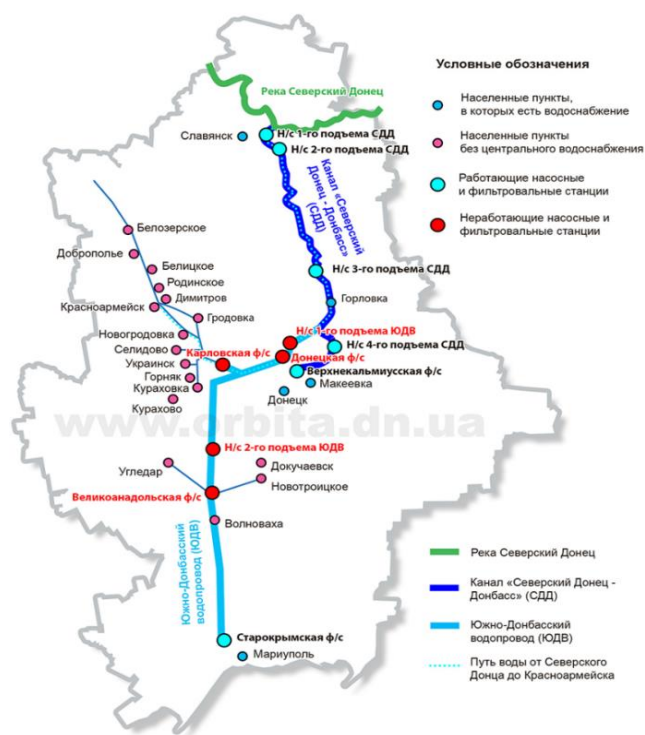 Условные обозначения
Населенные пункты,
в которых есть водоснабжение
Населенные пункты
без центрального водоснабжения
Работающие насосные
и фильтровальные станции
Неработающие насосные и
фильтровальные станции
Река Северский Донец
Славянск
Н/с 1-го подъема СДД
Н/с 2-го подъема СДД
Канал «Северский
Донец - Донбасс»
(СДД)
Белозерское
Доброполье
Белицкое
Родинское
Димитров
Красноармейск
Гродовка
Н/с 3-го подъема СДД
Горловка
Новогродовка
Селидово
Украинск
Горняк
Кураховка
Курахово
Карловская ф/с
Н/с 1-го подъема ЮДВ
Донецкая ф/с
Н/с 4-го подъема СДД
Верхнекальмиусская ф/с
Макеевка
Донецк
www.orbita.dn.ua
Н/с 2-го подъема ЮДВ
Угледар
Докучаевск
Новотроицкое
Великоанадольская ф/с
Волноваха
Южно-Донбасский
водопровод (ЮДВ)
Старокрымская ф/с
Мариуполь
Река Северский Донец
Канал «Северский Донец -
Донбасс» (СДД)
Южно-Донбасский
водопровод (ЮДВ)
Путь воды от Северского
Донца до Красноармейска